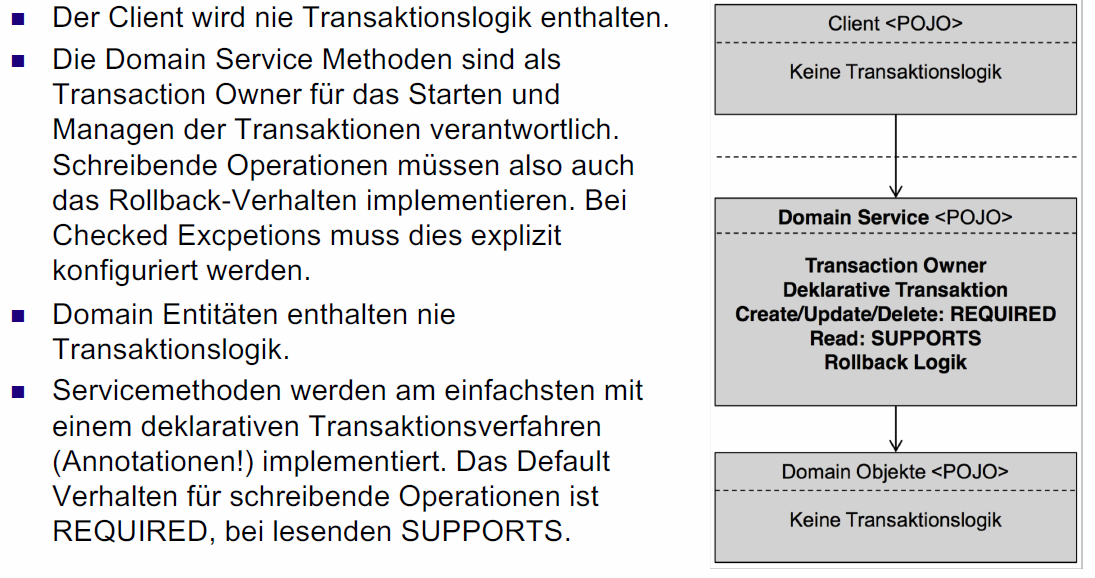 Der Client wird nie Transaktionslogik enthalten.
Die Domain Service Methoden sind als
Transaction Owner für das Starten und
Managen der Transaktionen verantwortlich.
Schreibende Operationen müssen also auch
das Rollback-Verhalten implementieren. Bei
Checked Excpetions muss dies explizit
konfiguriert werden.
Domain Entitäten enthalten nie
Transaktionslogik.
Servicemethoden werden am einfachsten mit
einem deklarativen Transaktionsverfahren
(Annotationen!) implementiert. Das Default
Verhalten für schreibende Operationen ist
REQUIRED, bei lesenden SUPPORTS.
Client <POJO>
Keine Transaktionslogik
Domain Service <POJO>
Transaction Owner
Deklarative Transaktion
Create/Update/Delete: REQUIRED
Read: SUPPORTS
Rollback Logik
Domain Objekte <POJO>
Keine Transaktionslogik